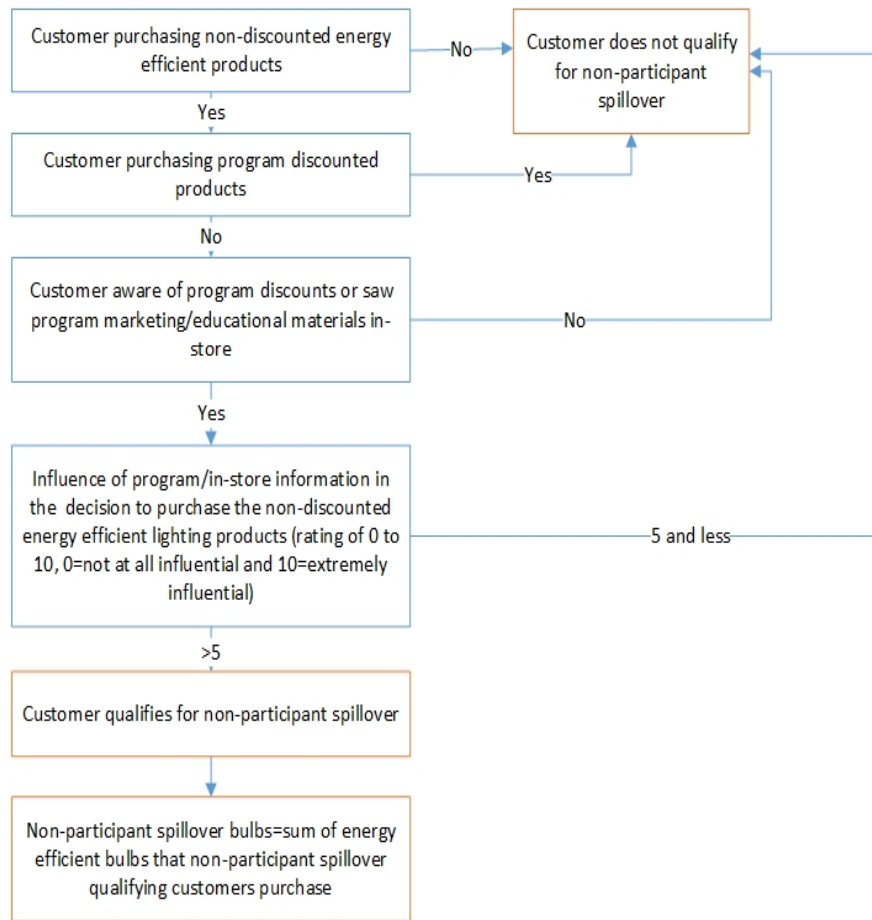 Customer purchasing non-discounted energy
efficient products
No
Customer does not qualify
for non-participant
spillover
Yes
Customer purchasing program discounted
products
Yes
No
Customer aware of program discounts or saw
program marketing/educational materials in-
store
No
Yes
Influence of program/in-store information in
the decision to purchase the non-discounted
energy efficient lighting products (rating of 0 to
10, 0=not at all influential and 10=extremely
influential)
5 and less
>5
Customer qualifies for non-participant spillover
Non-participant spillover bulbs=sum of energy
efficient bulbs that non-participant spillover
qualifying customers purchase